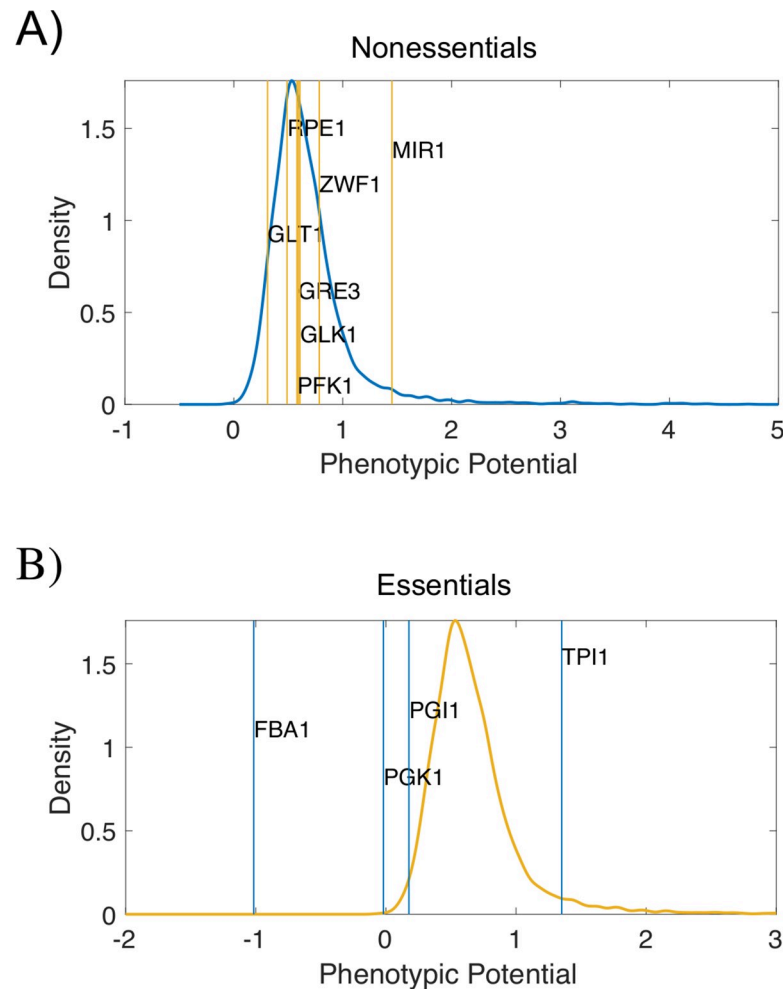 A)
Nonessentials
1.5
RPE1
MIR1
ZWF1
1
GLT1
GRE3
0.5
GLK1
PFK1
0
Density
-1 0 1 2 3 4 5
Phenotypic Potential
B)
Essentials
1.5
TPI1
PGI1
FBA1
1
PGK1
0.5
0
Density
-2 -1 0 1 2 3
Phenotypic Potential